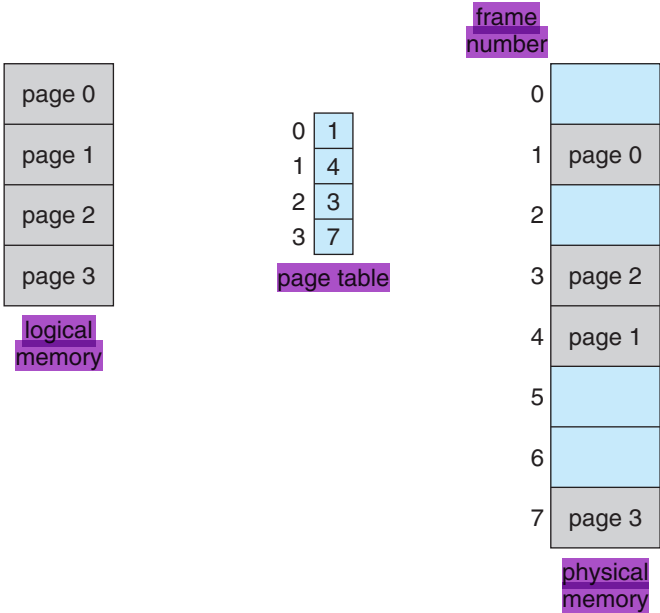 frame
number
page 0
page 1
page 2
page 3
logical
memory
0 1
1 4
2 3
3 7
page table
0
1 page 0
2
3 page 2
4 page 1
5
6
7 page 3
physical
memory